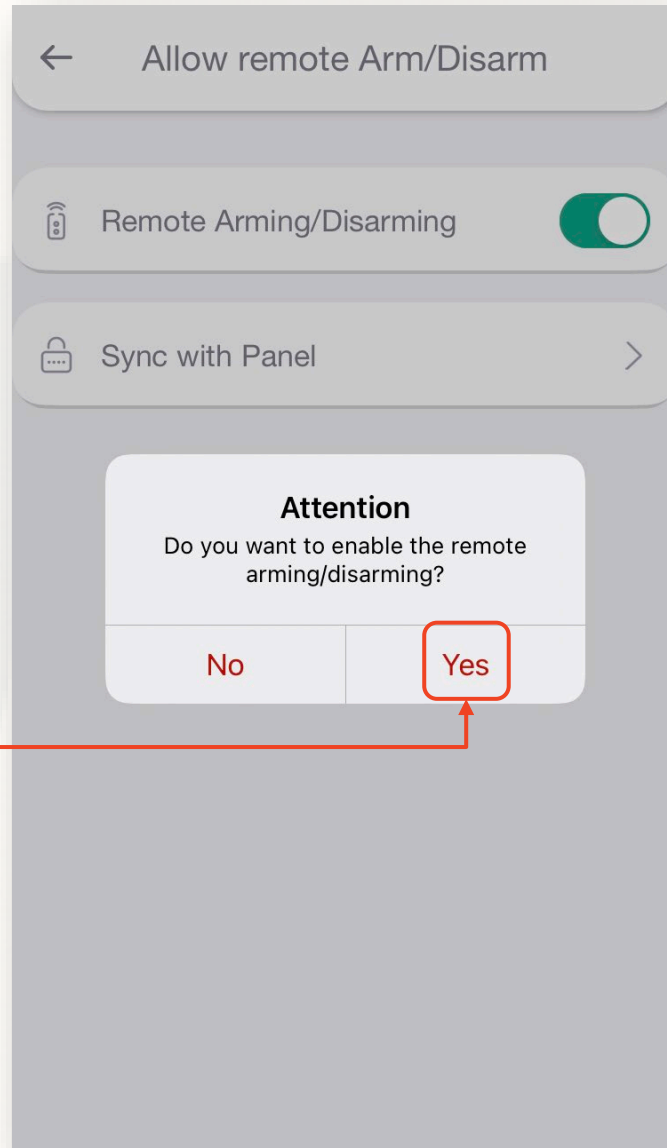 Allow remote Arm/Disarm
Remote Arming/Disarming
Sync with Panel
Attention
Do you want to enable the remote
arming/disarming?
No
Yes